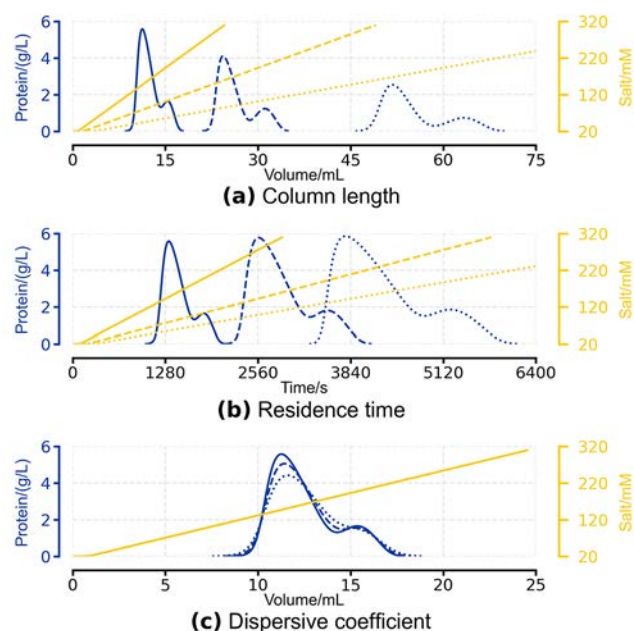 6
4
2
0
Protein/(g/L)
320
220
120
20
Salt/mM
0 15 30 45 60 75
Volume/mL
(a) Column length
6
4
2
0
Protein/(g/L)
320
220
120
20
Salt/mM
0 1280 2560 3840 5120 6400
Time/s
(b) Residence time
6
4
2
0
Protein/(g/L)
320
220
120
20
Salt/mM
0 5 10 15 20 25
Volume/mL
(c) Dispersive coefficient